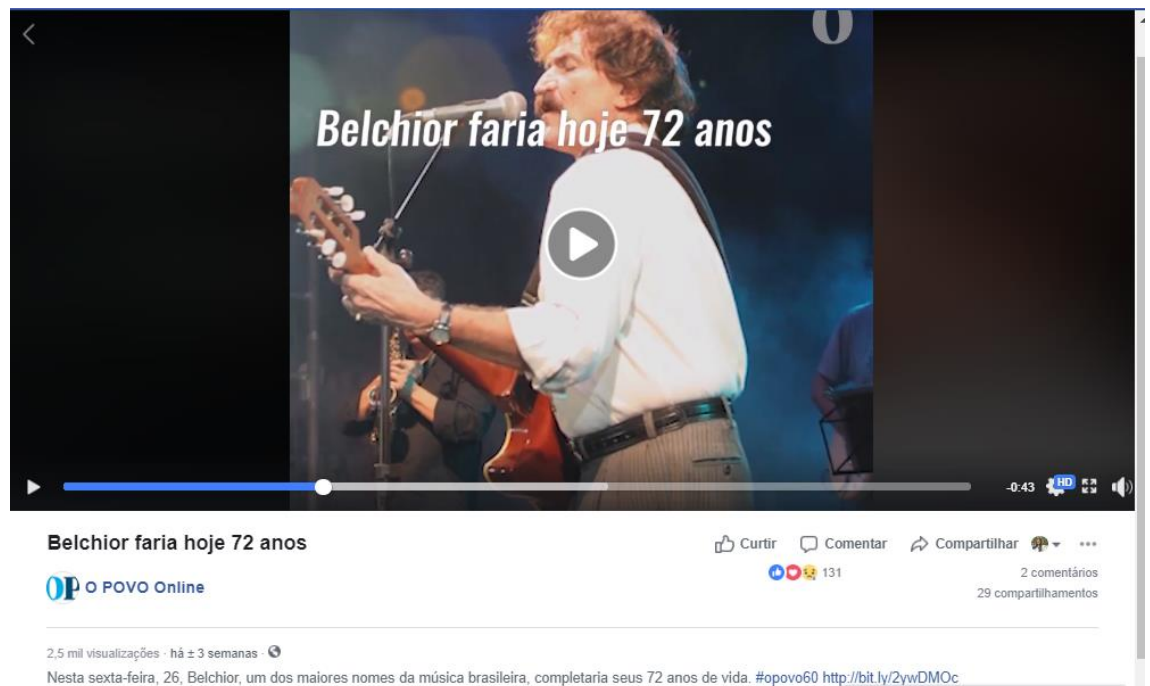 O
Belchior faria hoje 72 anos
-0:43 HD
Belchior faria hoje 72 anos
Curtir Comentar Compartilhar
131 2 comentários
OP O POVO Online
29 compartilhamentos
2,5 mil visualizações · há ± 3 semanas ·
Nesta sexta-feira, 26, Belchior, um dos maiores nomes da música brasileira, completaria seus 72 anos de vida. #opovo60 http://bit.ly/2ywDMOc